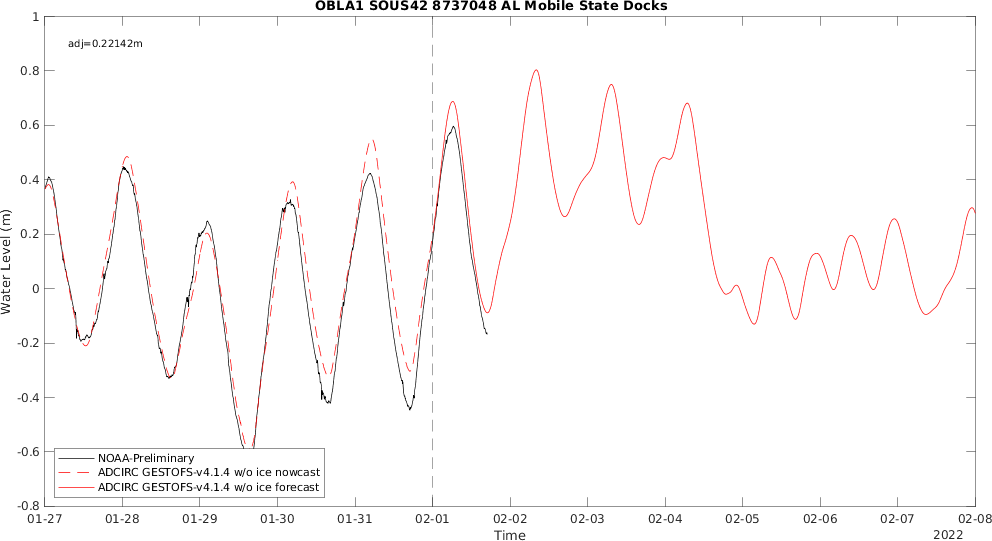 OBLA1 SOUS42 8737048 AL Mobile State Docks
adj=0.22142m
Water Level (m)
1
0.8
0.6
0.4
0.2
0
-0.2
-0.4
-0.6
-0.8
NOAA-Preliminary
ADCIRC GESTOFS-v4.1.4 w/o ice nowcast
ADCIRC GESTOFS-v4.1.4 w/o ice forecast
01-27 01-28 01-29 01-30 01-31 02-01 02-02 02-03 02-04 02-05 02-06 02-07 02-08
Time
2022